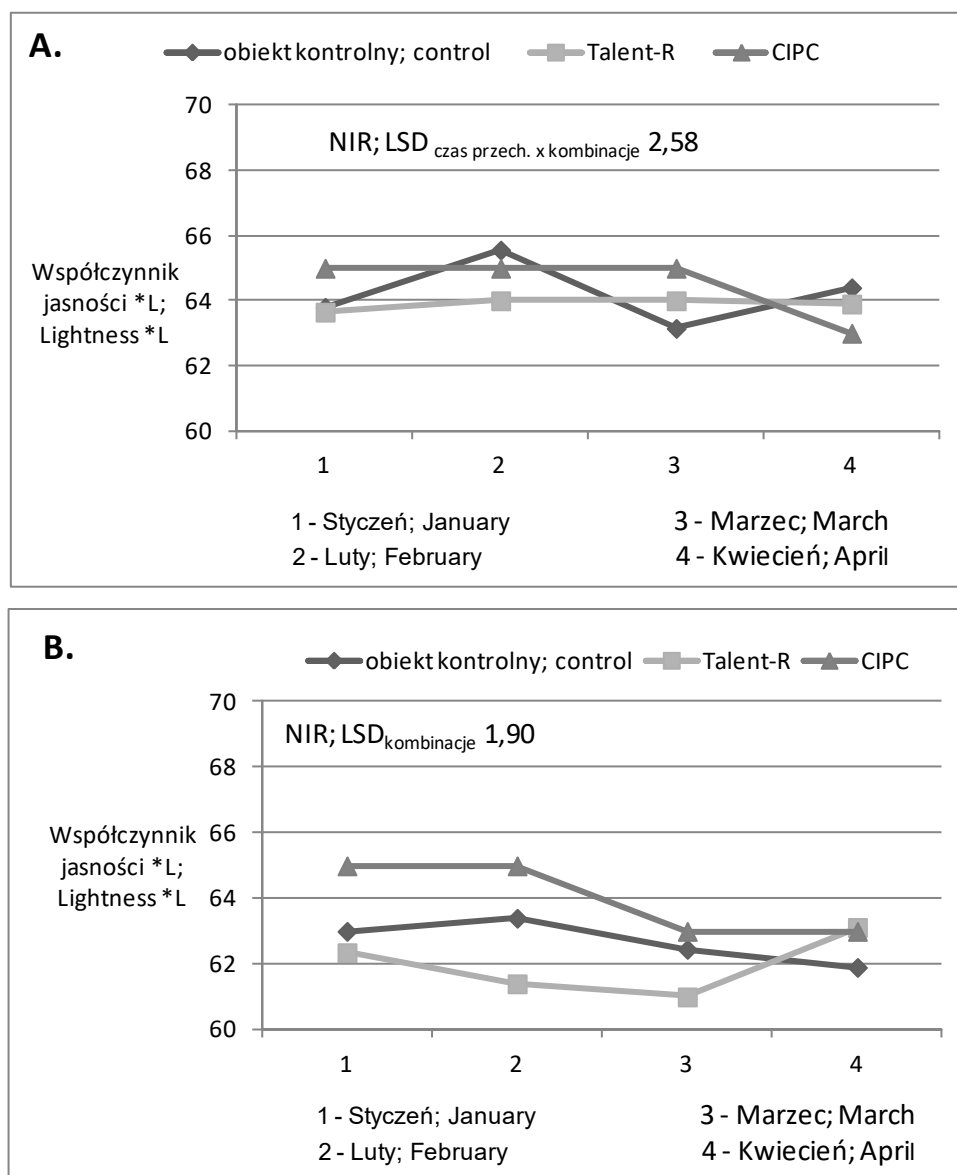 A.
obiekt kontrolny; control Talent-R CIPC
70
NIR; LSD czas przech. x kombinacje 2,58
68
66
Współczynnik
jasności *L;
Lightness *L
64
62
60
1 2 3 4
1 - Styczeń; January 3 - Marzec; March
2 - Luty; February 4 - Kwiecień; April
B.
obiekt kontrolny; control Talent-R CIPC
70
NIR; LSD kombinacje 1,90
68
66
Współczynnik
jasności *L;
Lightness *L
64
62
60
1 2 3 4
1 - Styczeń; January 3 - Marzec; March
2 - Luty; February 4 - Kwiecień; April